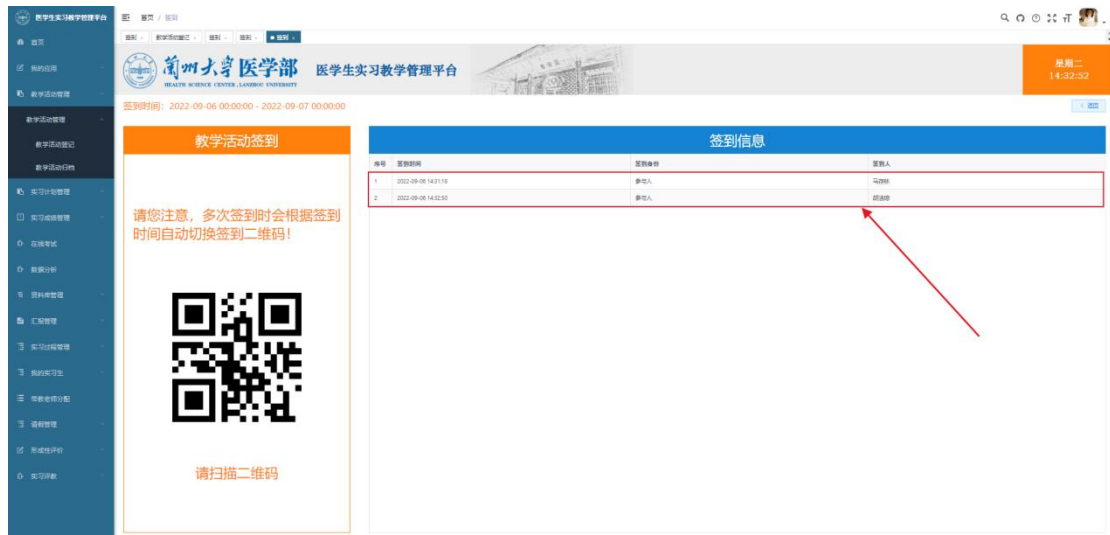 医学生实习教学管理平台
首页 / 签到
首页
签到
教学活动登记
签到
签到
签到
我的应用
教学活动管理
教学活动管理
教学活动登记
教学活动归档
实习计划管理
实习成绩管理
在线考试
数据分析
资料库管理
汇报管理
实习过程管理
我的实习生
带教老师分配
请假管理
形成性评价
实习评教
兰州大学医学部
HEALTH SCIENCE CENTER, LANZHOU UNIVERSITY
医学生实习教学管理平台
星期二
14:32:52
签到时间：2022-09-06 00:00:00 - 2022-09-07 00:00:00
返回
教学活动签到
请您注意，多次签到时会根据签到
时间自动切换签到二维码！
请扫描二维码
签到信息
序号 签到时间 签到身份 签到人
1 2022-09-06 14:31:16 参与人
2 2022-09-06 14:32:50 参与人